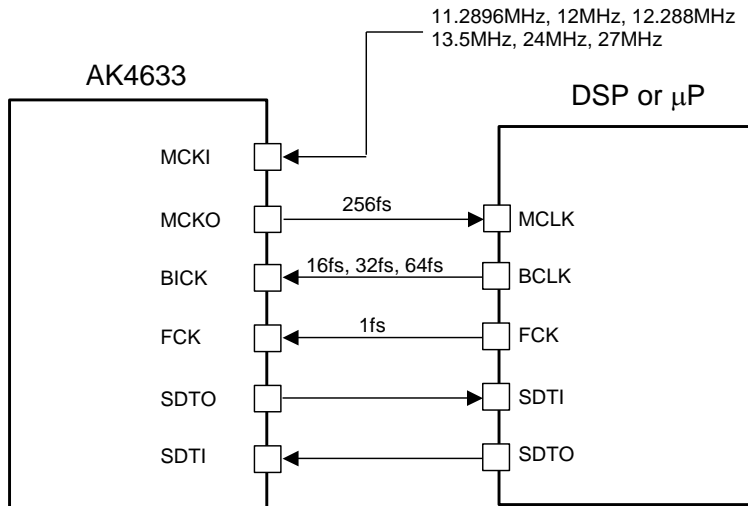 11.2896MHz, 12MHz, 12.288MHz
13.5MHz, 24MHz, 27MHz
AK4633
DSP or μP
MCKI
MCKO
256fs
MCLK
BICK
16fs, 32fs, 64fs
BCLK
FCK
1fs
FCK
SDTO
SDTI
SDTI
SDTO